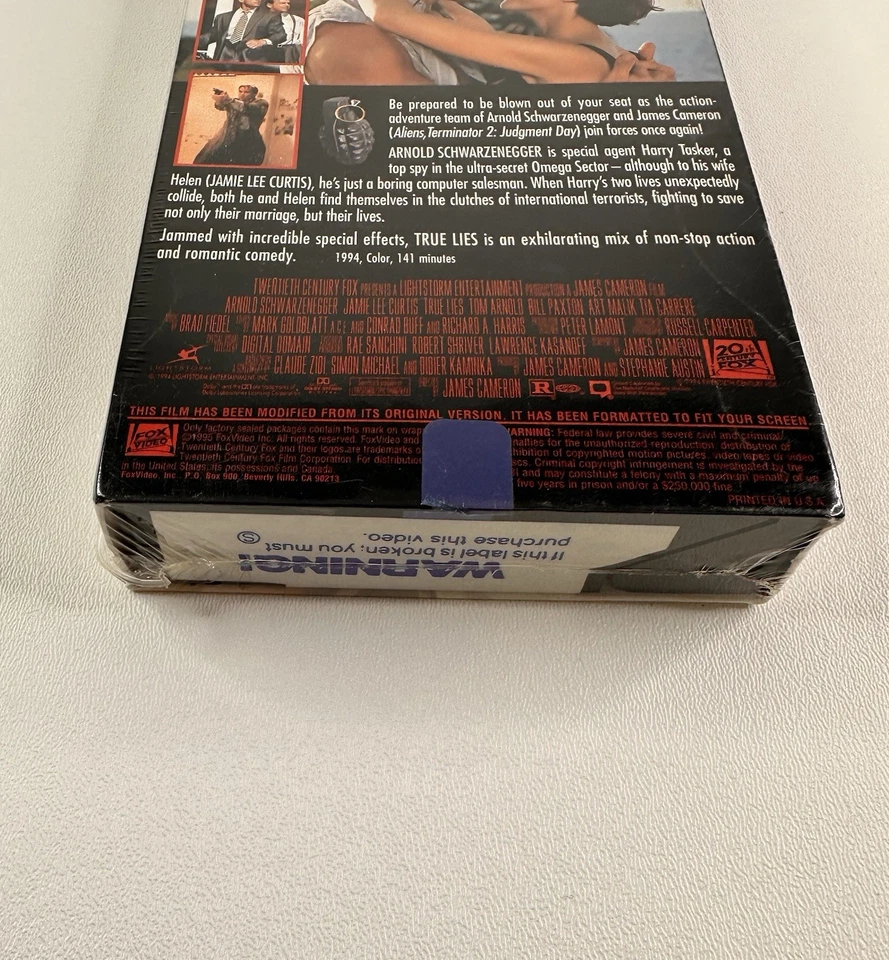 Be prepared to be blown out of your seat as the action-
adventure team of Arnold Schwarzenegger and James Cameron
(Aliens, Terminator 2: Judgment Day) join forces once again!
ARNOLD SCHWARZENEGGER is special agent Harry Tasker, a
top spy in the ultra-secret Omega Sector — although to his wife
Helen (JAMIE LEE CURTIS), he's just a boring computer salesman. When Harry's two lives unexpectedly
collide, both he and Helen find themselves in the clutches of international terrorists, fighting to save
not only their marriage, but their lives.
Jammed with incredible special effects, TRUE LIES is an exhilarating mix of non-stop action
and romantic comedy. 1994, Color, 141 minutes
TWENTIETH CENTURY FOX PRESENTS A LIGHTSTORM ENTERTAINMENT PRODUCTION A JAMES CAMERON FILM
ARNOLD SCHWARZENEGGER JAMIE LEE CURTIS TRUE LIES TOM ARNOLD BILL PAXTON ART MALIK TIA CARRERE
BRAD FIEDEL MARK GOLDBLATT A.C.E. AND CONRAD BUFF AND RICHARD A. HARRIS PETER LAMONT RUSSELL CARPENTER
DIGITAL DOMAIN RAE SANCHINI ROBERT SHRIVER LAWRENCE KASANOFF JAMES CAMERON
CLAUDE ZIDI, SIMON MICHAEL AND DIDIER KAMINKA JAMES CAMERON AND STEPHANIE AUSTIN
JAMES CAMERON R
LIGHTSTORM
© 1994 LIGHTSTORM ENTERTAINMENT, INC.
20th
CENTURY
FOX
THIS FILM HAS BEEN MODIFIED FROM ITS ORIGINAL VERSION. IT HAS BEEN FORMATTED TO FIT YOUR SCREEN.
FOX
VIDEO
Only factory sealed packages contain this mark on wrap
©1995 FoxVideo Inc. All rights reserved. FoxVideo and
Twentieth Century Fox and their logos are trademarks o
Twentieth Century Fox Film Corporation. For distributio
in the United States, its possessions and Canada.
FoxVideo, Inc., P.O. Box 900, Beverly Hills, CA 90213
WARNING: Federal law provides severe civil and criminal
nalties for the unauthorized reproduction, distribution or
hibition of copyrighted motion pictures, video tapes or video
scs. Criminal copyright infringement is investigated by the
I and may constitute a felony with a maximum penalty of up
five years in prison and/or a $250,000 fine.
PRINTED IN U.S.A.
WARNING!
If this label is broken, you must
purchase this video. S